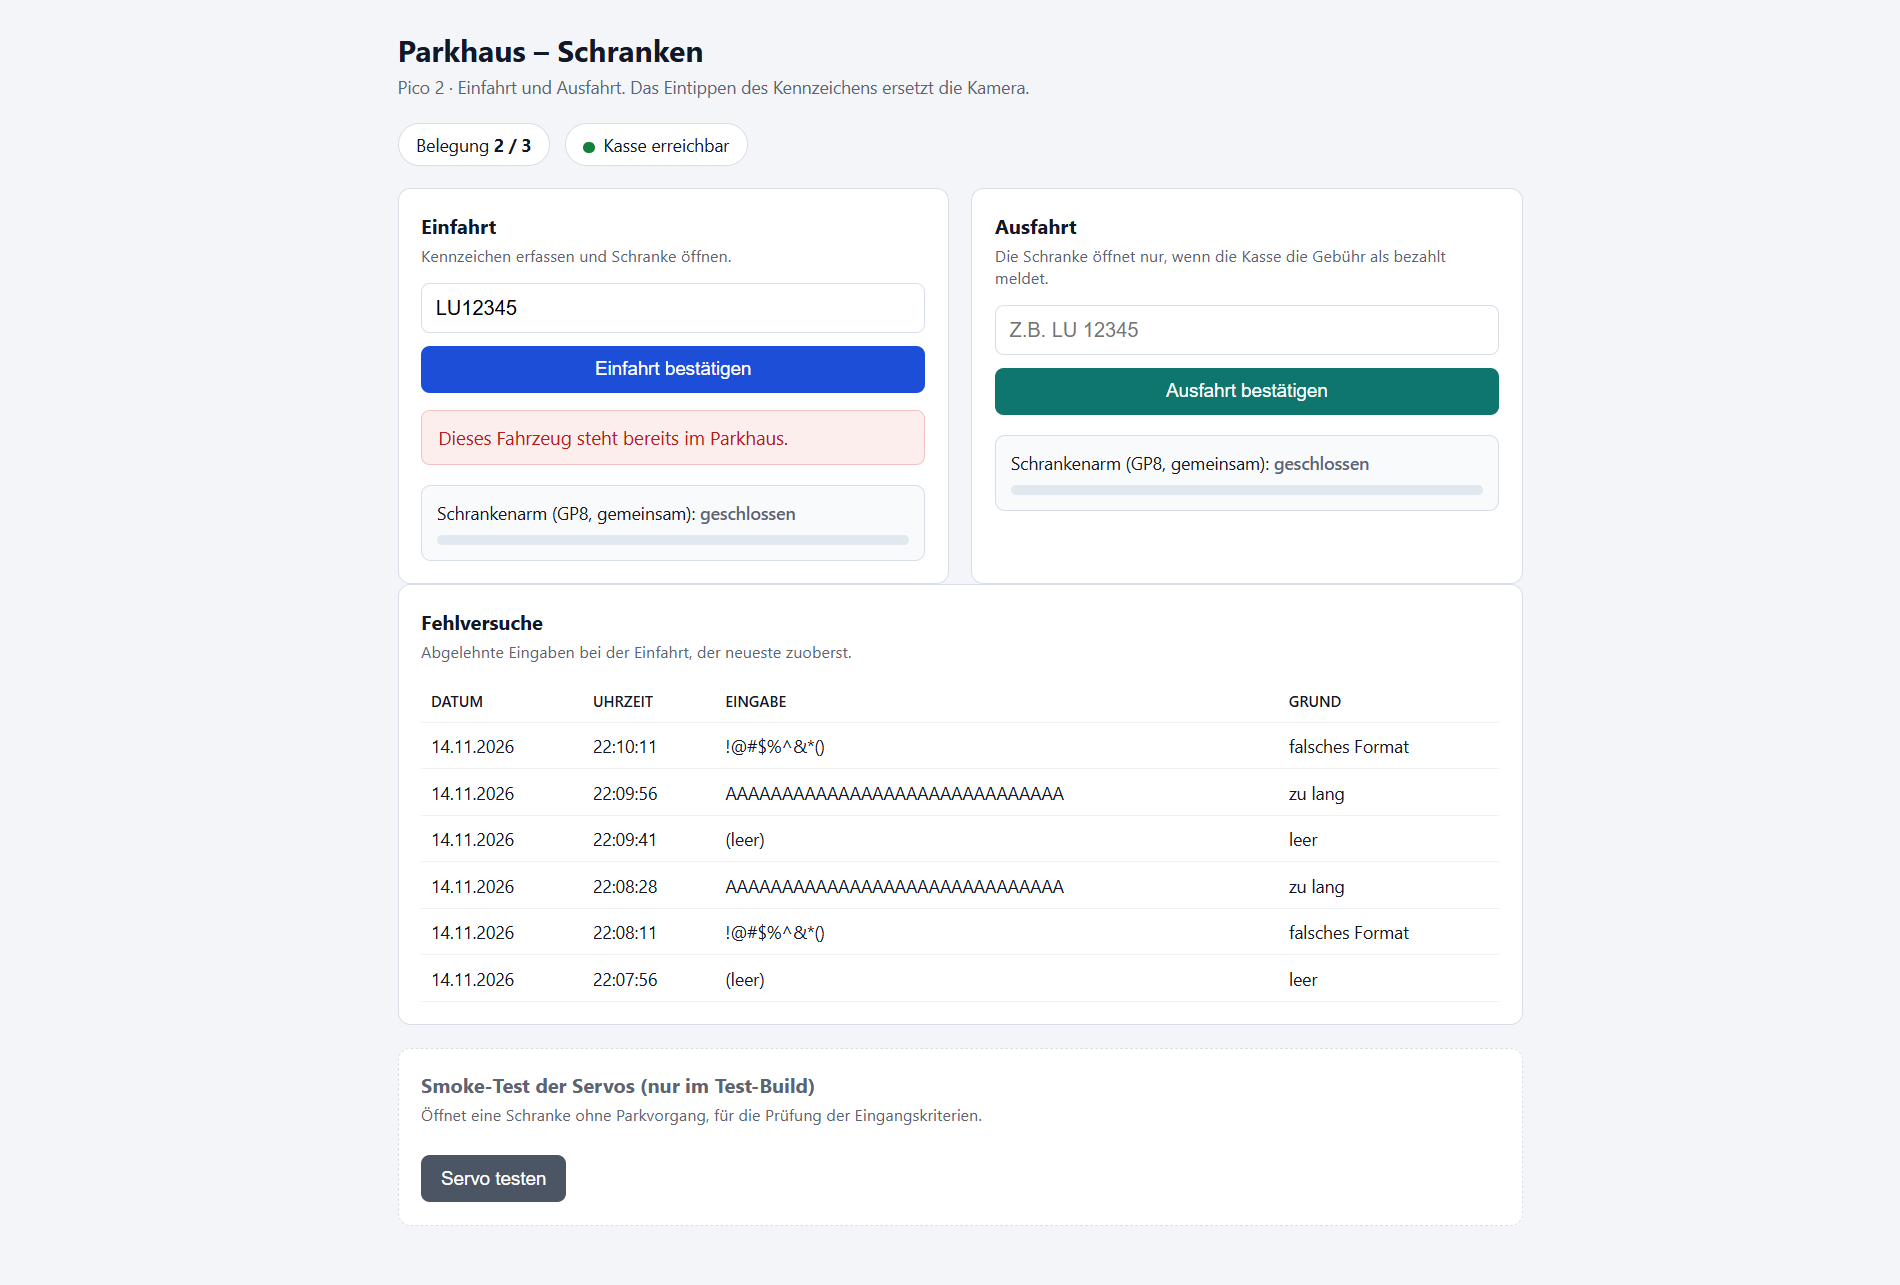 Parkhaus – Schranken
Pico 2 · Einfahrt und Ausfahrt. Das Eintippen des Kennzeichens ersetzt die Kamera.
Belegung 2 / 3
Kasse erreichbar
Einfahrt
Kennzeichen erfassen und Schranke öffnen.
LU12345
Einfahrt bestätigen
Dieses Fahrzeug steht bereits im Parkhaus.
Schrankenarm (GP8, gemeinsam): geschlossen
Ausfahrt
Die Schranke öffnet nur, wenn die Kasse die Gebühr als bezahlt
meldet.
Z.B. LU 12345
Ausfahrt bestätigen
Schrankenarm (GP8, gemeinsam): geschlossen
Fehlversuche
Abgelehnte Eingaben bei der Einfahrt, der neueste zuoberst.
DATUM UHRZEIT EINGABE GRUND
14.11.2026 22:10:11 !@#$%^&*() falsches Format
14.11.2026 22:09:56 AAAAAAAAAAAAAAAAAAAAAAAAAAAAAA zu lang
14.11.2026 22:09:41 (leer) leer
14.11.2026 22:08:28 AAAAAAAAAAAAAAAAAAAAAAAAAAAAAA zu lang
14.11.2026 22:08:11 !@#$%^&*() falsches Format
14.11.2026 22:07:56 (leer) leer
Smoke-Test der Servos (nur im Test-Build)
Öffnet eine Schranke ohne Parkvorgang, für die Prüfung der Eingangskriterien.
Servo testen